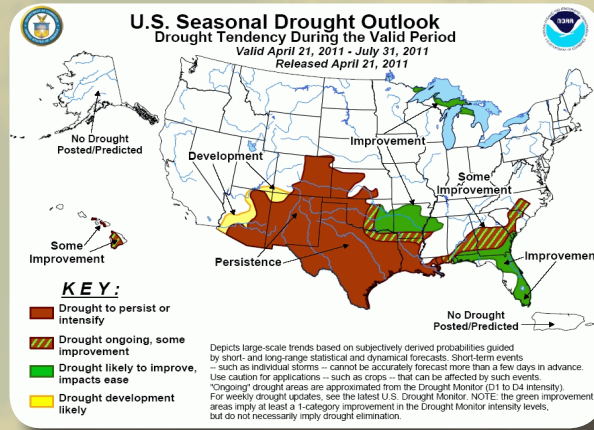 U.S. Seasonal Drought Outlook
Drought Tendency During the Valid Period
Valid April 21, 2011 - July 31, 2011
Released April 21, 2011
NOAA
No Drought
Posted/Predicted
Development
Improvement
Some
Improvement
Some
Improvement
Persistence
Improvemen
No Drought
Posted/Predicted
KEY:
Drought to persist or
intensify
Drought ongoing, some
improvement
Drought likely to improve,
impacts ease
Drought development
likely
Depicts large-scale trends based on subjectively derived probabilities guided
by short- and long-range statistical and dynamical forecasts. Short-term events
-- such as individual storms -- cannot be accurately forecast more than a few days in advance.
Use caution for applications -- such as crops -- that can be affected by such events.
"Ongoing" drought areas are approximated from the Drought Monitor (D1 to D4 intensity).
For weekly drought updates, see the latest U.S. Drought Monitor. NOTE: the green improvement
areas imply at least a 1-category improvement in the Drought Monitor intensity levels,
but do not necessarily imply drought elimination.